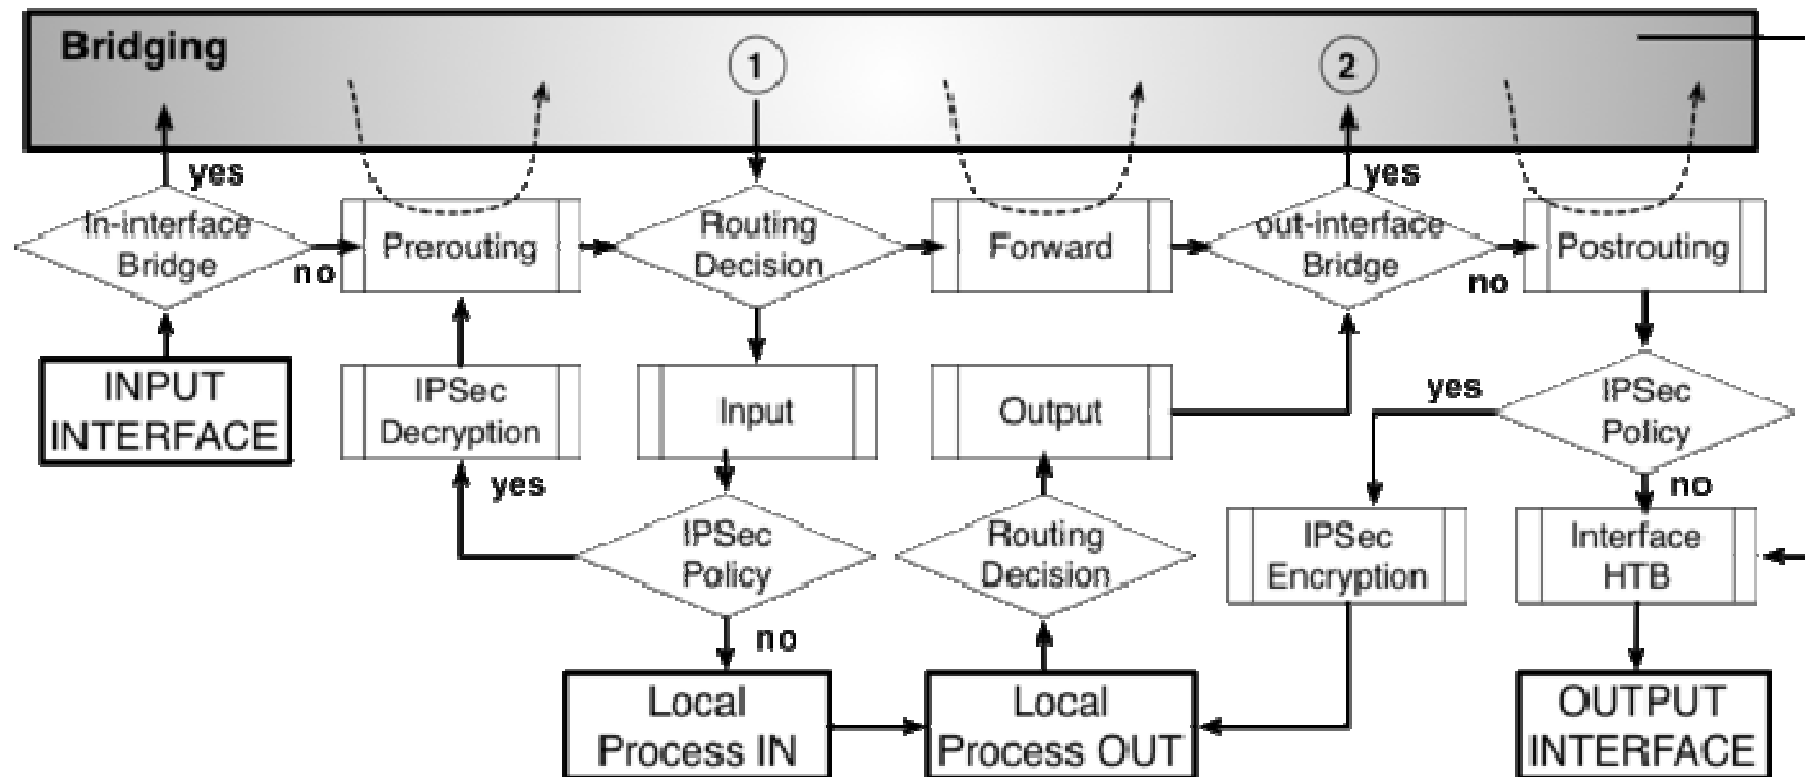 Bridging
1
2
yes
yes
In-interface
Bridge
no
Prerouting
Routing
Decision
Forward
out-interface
Bridge
no
Postrouting
INPUT
INTERFACE
IPSec
Decryption
Input
Output
yes
IPSec
Policy
yes
no
IPSec
Policy
Routing
Decision
IPSec
Encryption
Interface
HTB
no
Local
Process IN
Local
Process OUT
OUTPUT
INTERFACE